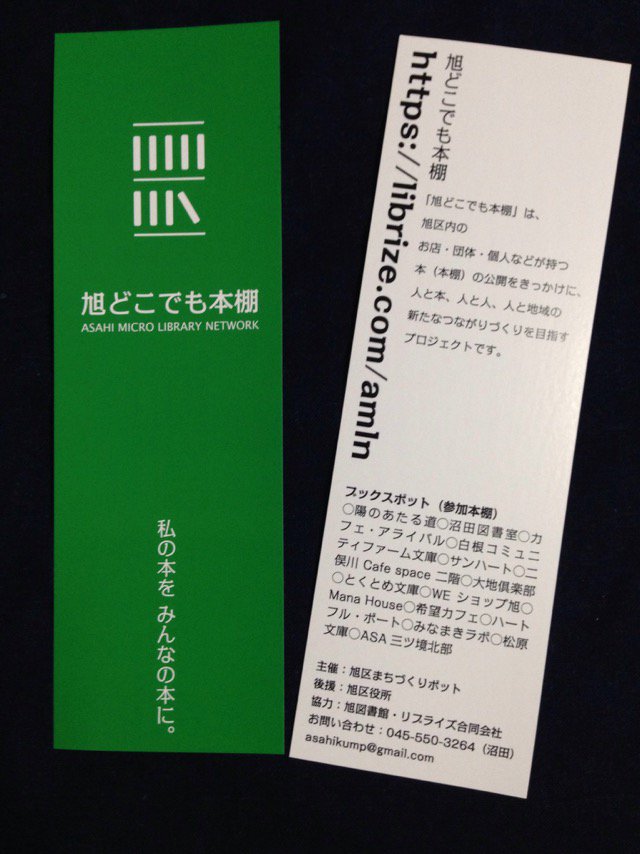 旭どこでも本棚
ASAHI MICRO LIBRARY NETWORK
私の本を みんなの本に。
旭どこでも本棚
https://librize.com/amln
「旭どこでも本棚」は、
旭区内の
お店・団体・個人などが持つ
本（本棚）の公開をきっかけに、
人と本、人と人、人と地域の
新たなつながりづくりを目指す
プロジェクトです。
ブックスポット（参加本棚）
○陽のあたる道○沼田図書室○カ
フェ・アライバル○白根コミュニ
ティファーム文庫○サンハート○二
俣川 Cafe space 二階○大地倶楽部
○とくとめ文庫○WE ショップ旭○
Mana House○希望カフェ○ハート
フル・ポート○みなまきラボ○松原
文庫○ASA 三ツ境北部
主催：旭区まちづくりポット
後援：旭区役所
協力：旭図書館・リブライズ合同会社
お問い合わせ：045-550-3264（沼田）
asahikump@gmail.com